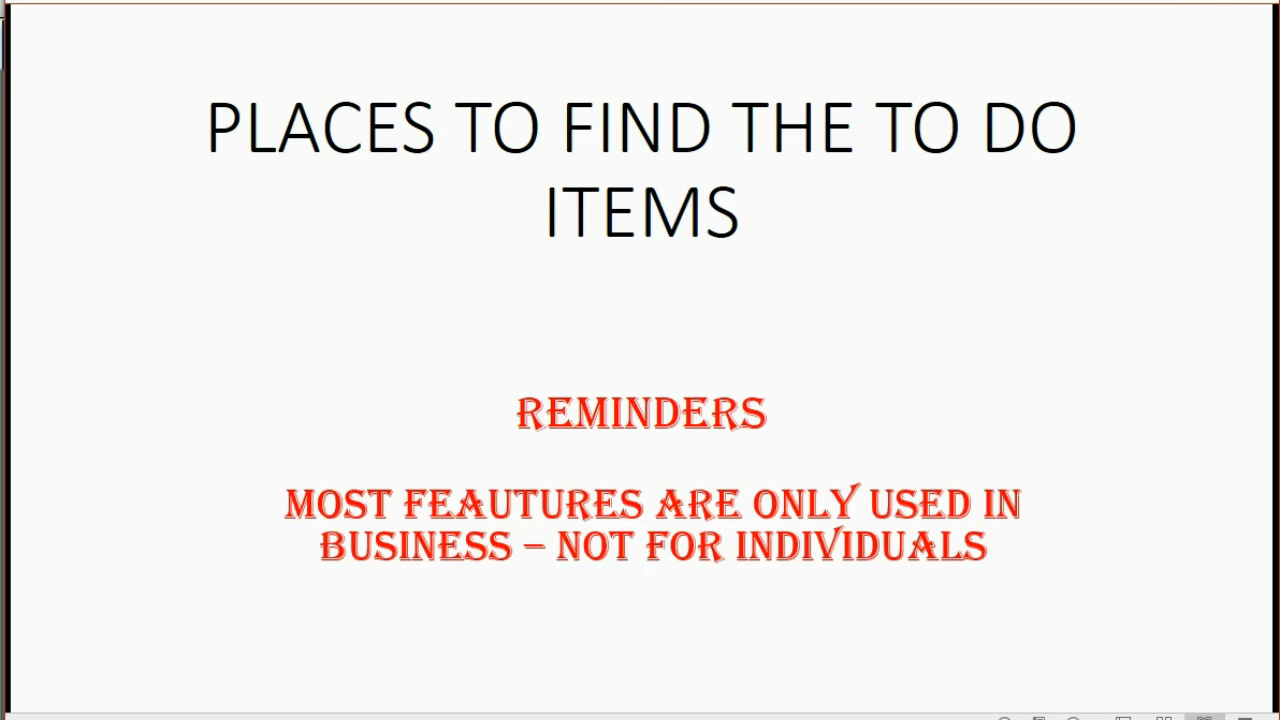 PLACES TO FIND THE TO DO
ITEMS
REMINDERS
MOST FEAUTURES ARE ONLY USED IN
BUSINESS – NOT FOR INDIVIDUALS